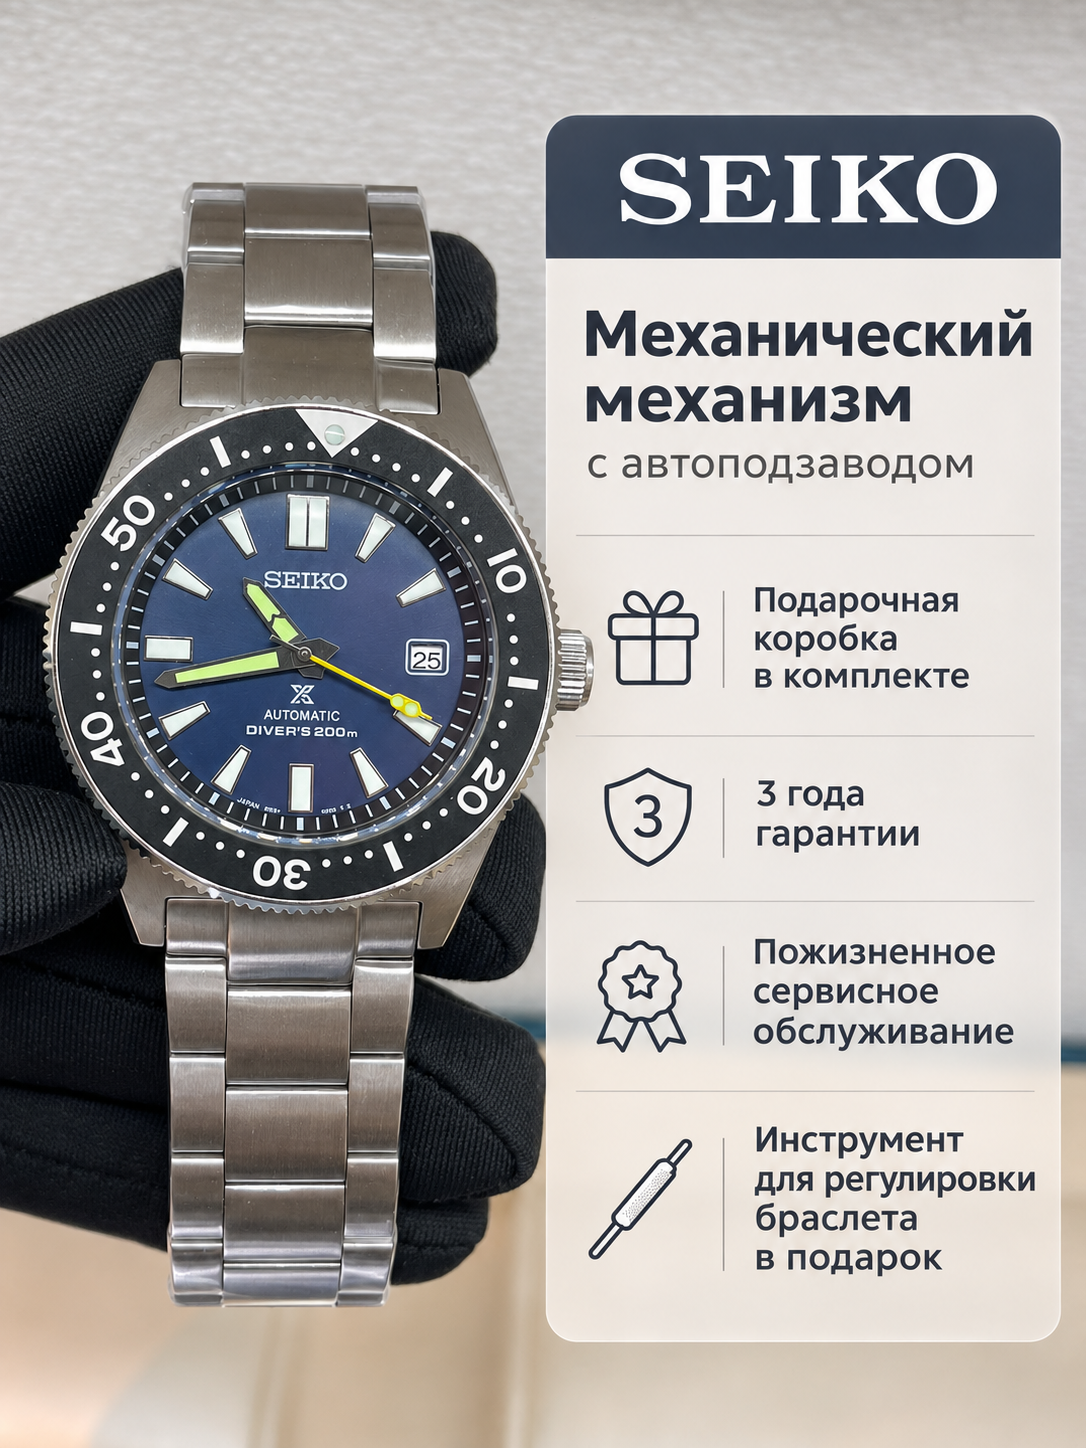 SEIKO
Механический
механизм
с автоподзаводом
Подарочная
коробка
в комплекте
3
3 года
гарантии
Пожизненное
сервисное
обслуживание
Инструмент
для регулировки
браслета
в подарок
50
10
40
20
30
SEIKO
25
AUTOMATIC
DIVER'S 200m
JAPAN